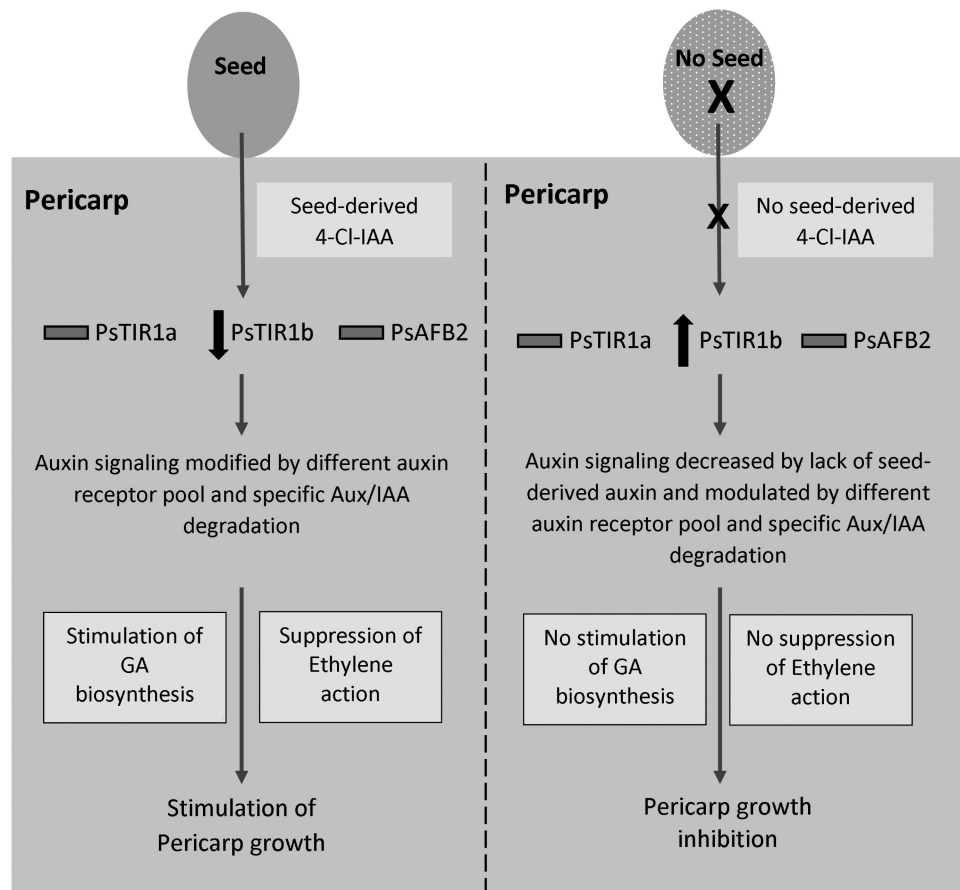 Seed
Pericarp
Seed-derived
4-Cl-IAA
PsTIR1a
PsTIR1b
PsAFB2
Auxin signaling modified by different auxin
receptor pool and specific Aux/IAA
degradation
Stimulation of
GA
biosynthesis
Suppression of
Ethylene
action
Stimulation of
Pericarp growth
No Seed
X
Pericarp
X
No seed-derived
4-Cl-IAA
PsTIR1a
PsTIR1b
PsAFB2
Auxin signaling decreased by lack of seed-
derived auxin and modulated by different
auxin receptor pool and specific Aux/IAA
degradation
No stimulation
of GA
biosynthesis
No suppression
of Ethylene
action
Pericarp growth
inhibition